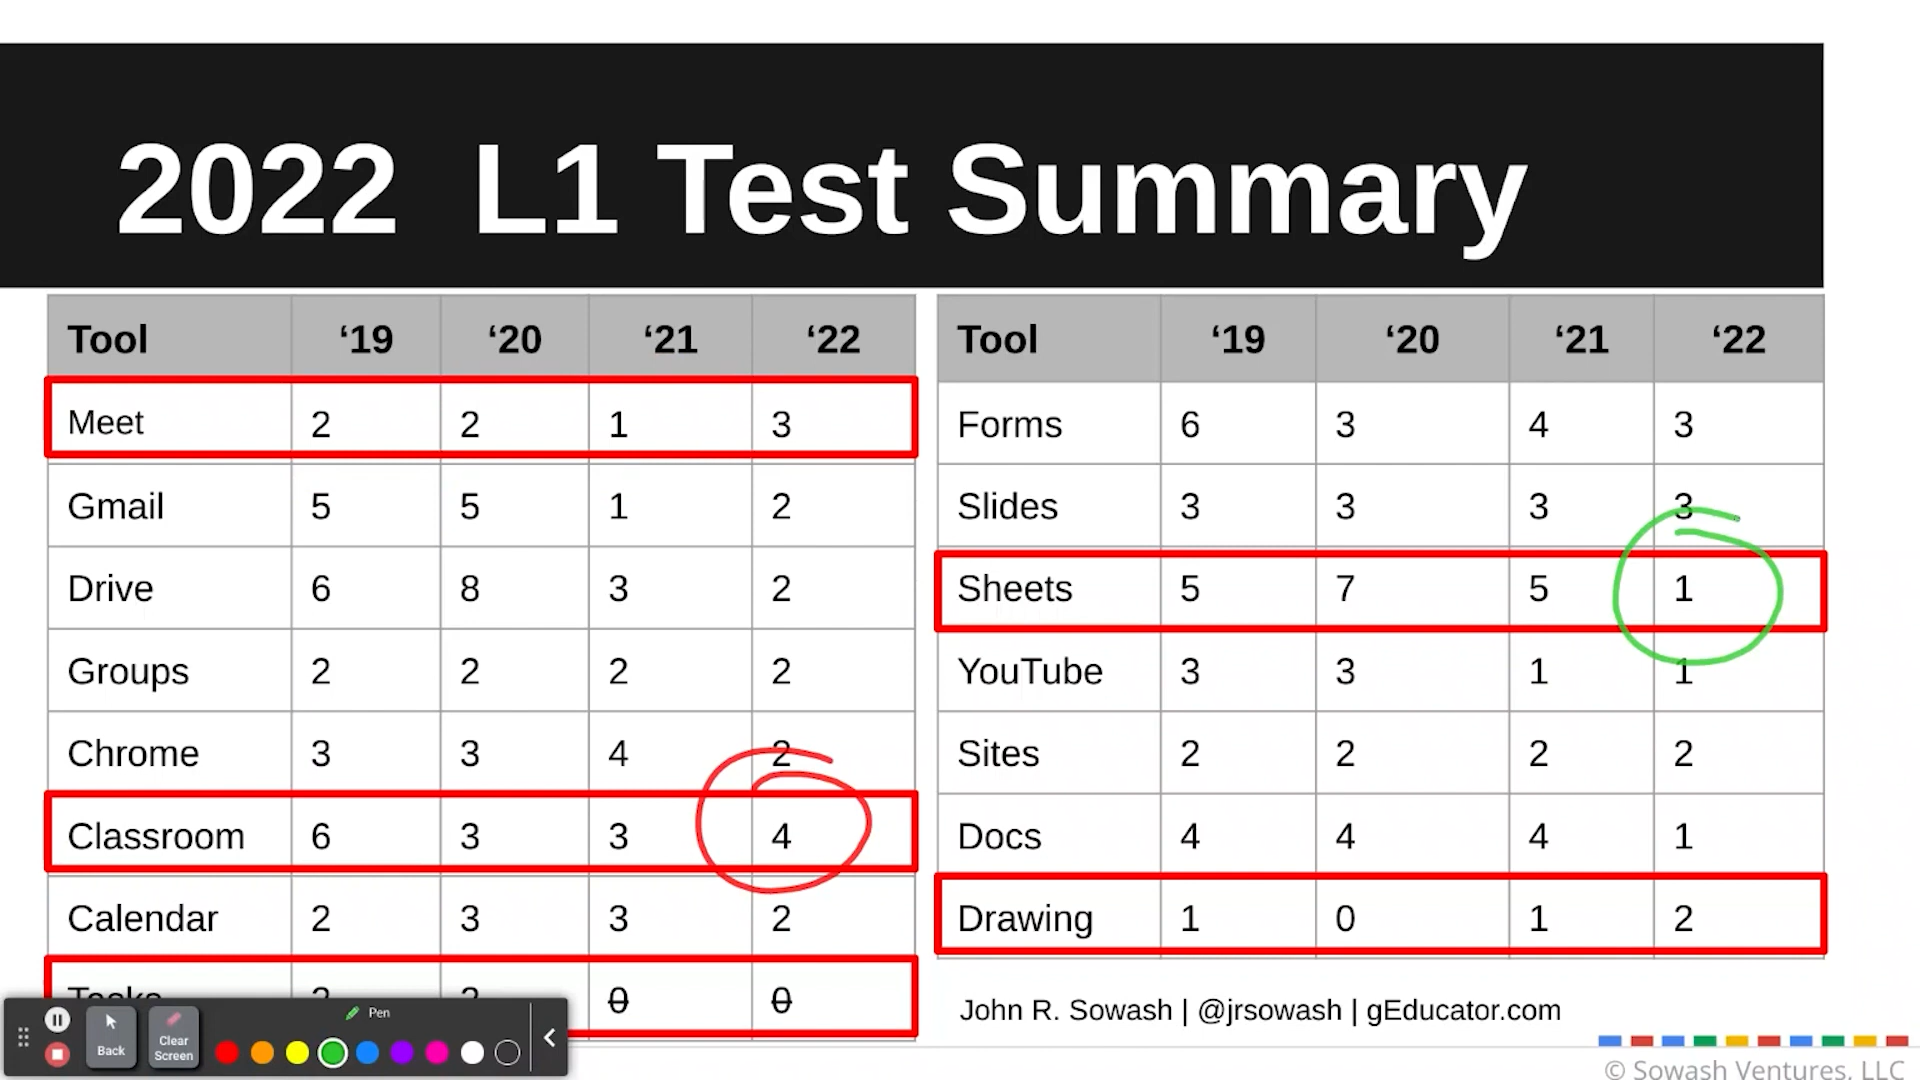 2022 L1 Test Summary
Tool ‘19 ‘20 ‘21 ‘22
Meet 2 2 1 3
Gmail 5 5 1 2
Drive 6 8 3 2
Groups 2 2 2 2
Chrome 3 3 4 2
Classroom 6 3 3 4
Calendar 2 3 3 2
Tasks 0 0
Tool ‘19 ‘20 ‘21 ‘22
Forms 6 3 4 3
Slides 3 3 3 3
Sheets 5 7 5 1
YouTube 3 3 1 1
Sites 2 2 2 2
Docs 4 4 4 1
Drawing 1 0 1 2
John R. Sowash | @jrsowash | gEducator.com
Pen
Back
Clear
Screen
© Sowash Ventures, LLC